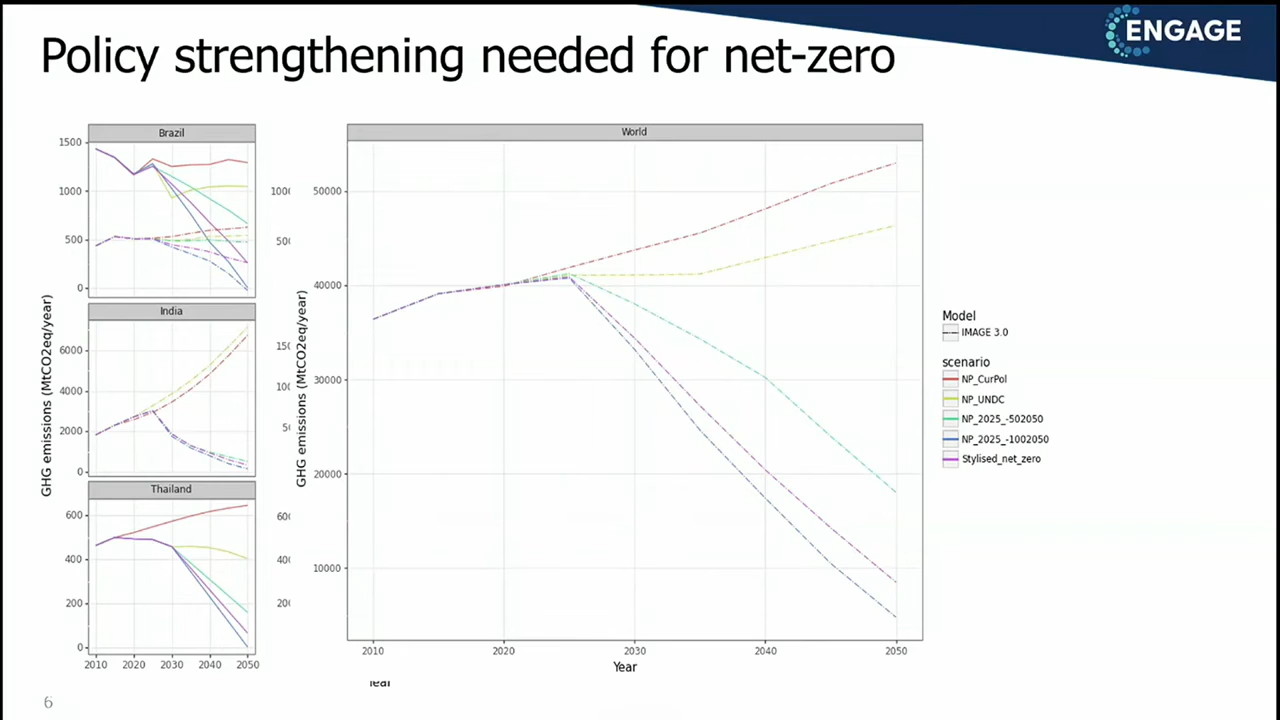 ENGAGE
Policy strengthening needed for net-zero
Brazil
1500
1000
500
0
India
6000
4000
2000
0
Thailand
600
400
200
0
2010 2020 2030 2040 2050
GHG emissions (MtCO2eq/year)
World
50000
40000
30000
20000
10000
2010 2020 2030 2040 2050
Year
GHG emissions (MtCO2eq/year)
Model
IMAGE 3.0
scenario
NP_CurPol
NP_UNDC
NP_2025_-502050
NP_2025_-1002050
Stylised_net_zero
6